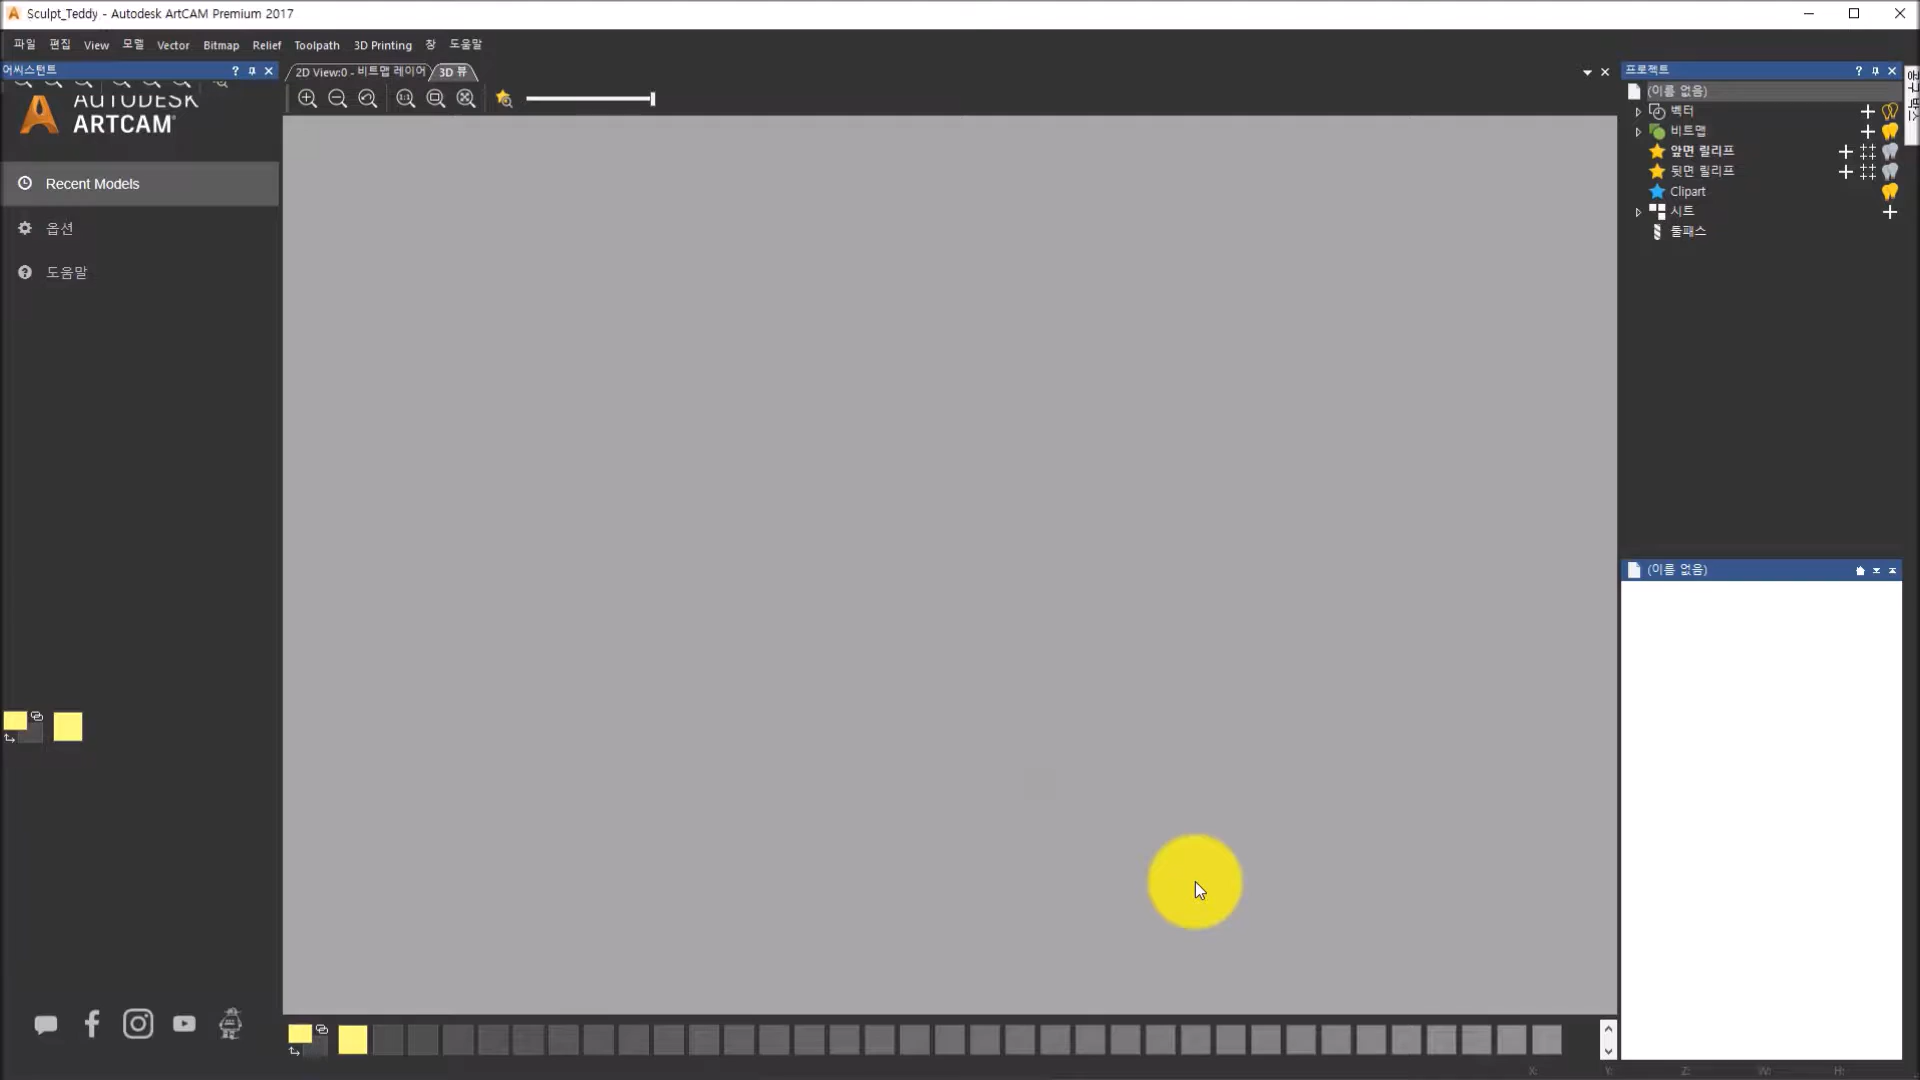 Sculpt_Teddy - Autodesk ArtCAM Premium 2017
파일 편집 View 모델 Vector Bitmap Relief Toolpath 3D Printing 창 도움말
어씨스턴트
2D View:0 - 비트맵 레이어 3D 뷰
프로젝트
AUTODESK
ARTCAM®
Recent Models
옵션
도움말
1:1
(이름 없음)
벡터
비트맵
앞면 릴리프
뒷면 릴리프
Clipart
시트
툴패스
(이름 없음)
X: Y: Z: W: H: